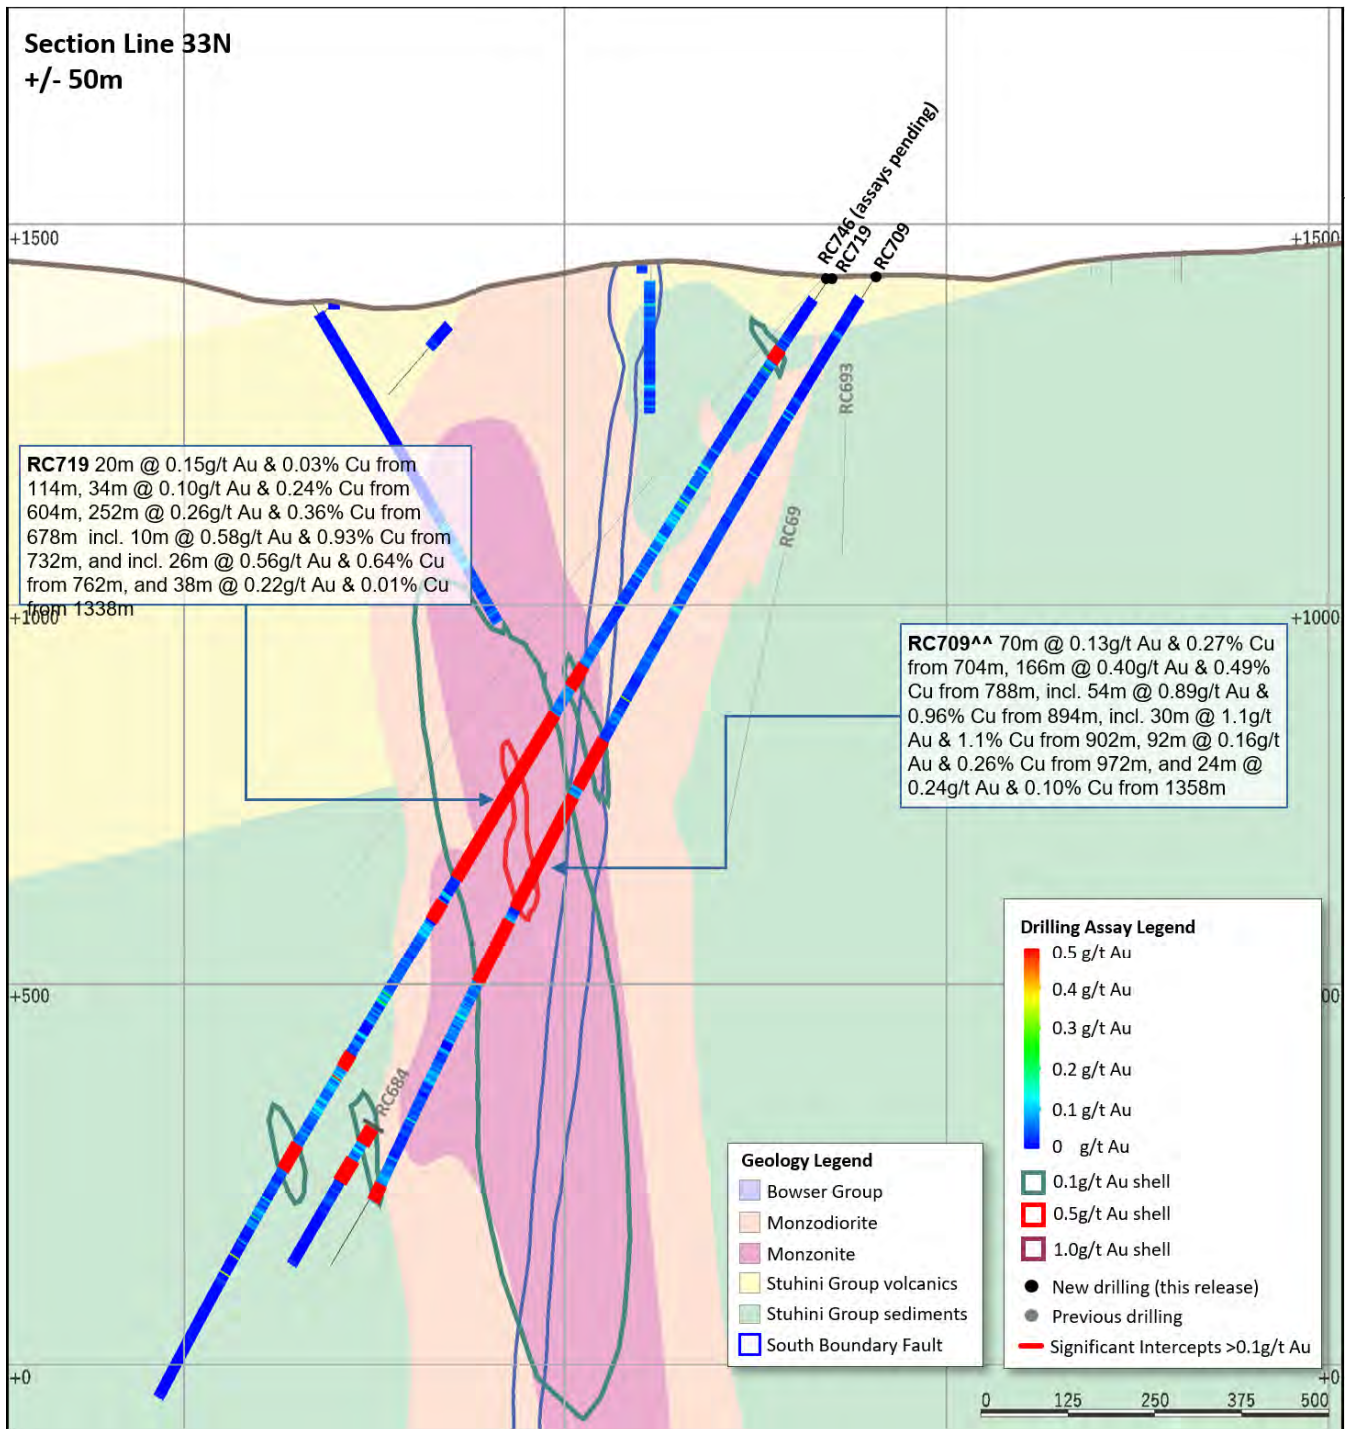 Section Line 33N
+/- 50m
RC746 (assays pending)
RC719
RC709
+1500
+1500
RC693
RC69
RC719 20m @ 0.15g/t Au & 0.03% Cu from
114m, 34m @ 0.10g/t Au & 0.24% Cu from
604m, 252m @ 0.26g/t Au & 0.36% Cu from
678m incl. 10m @ 0.58g/t Au & 0.93% Cu from
732m, and incl. 26m @ 0.56g/t Au & 0.64% Cu
from 762m, and 38m @ 0.22g/t Au & 0.01% Cu
from 1338m
+1000
+1000
RC709^^ 70m @ 0.13g/t Au & 0.27% Cu
from 704m, 166m @ 0.40g/t Au & 0.49%
Cu from 788m, incl. 54m @ 0.89g/t Au &
0.96% Cu from 894m, incl. 30m @ 1.1g/t
Au & 1.1% Cu from 902m, 92m @ 0.16g/t
Au & 0.26% Cu from 972m, and 24m @
0.24g/t Au & 0.10% Cu from 1358m
+500
00
RC684
Drilling Assay Legend
0.5 g/t Au
0.4 g/t Au
0.3 g/t Au
0.2 g/t Au
0.1 g/t Au
0 g/t Au
0.1g/t Au shell
0.5g/t Au shell
1.0g/t Au shell
New drilling (this release)
Previous drilling
Significant Intercepts >0.1g/t Au
Geology Legend
Bowser Group
Monzodiorite
Monzonite
Stuhini Group volcanics
Stuhini Group sediments
South Boundary Fault
+0
+0
0 125 250 375 500